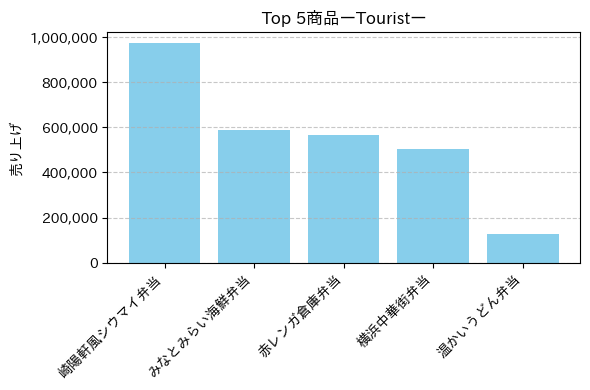 Top 5商品ーTouristー
売り上げ
1,000,000
800,000
600,000
400,000
200,000
0
崎陽軒風シウマイ弁当
みなとみらい海鮮弁当
赤レンガ倉庫弁当
横浜中華街弁当
温かいうどん弁当